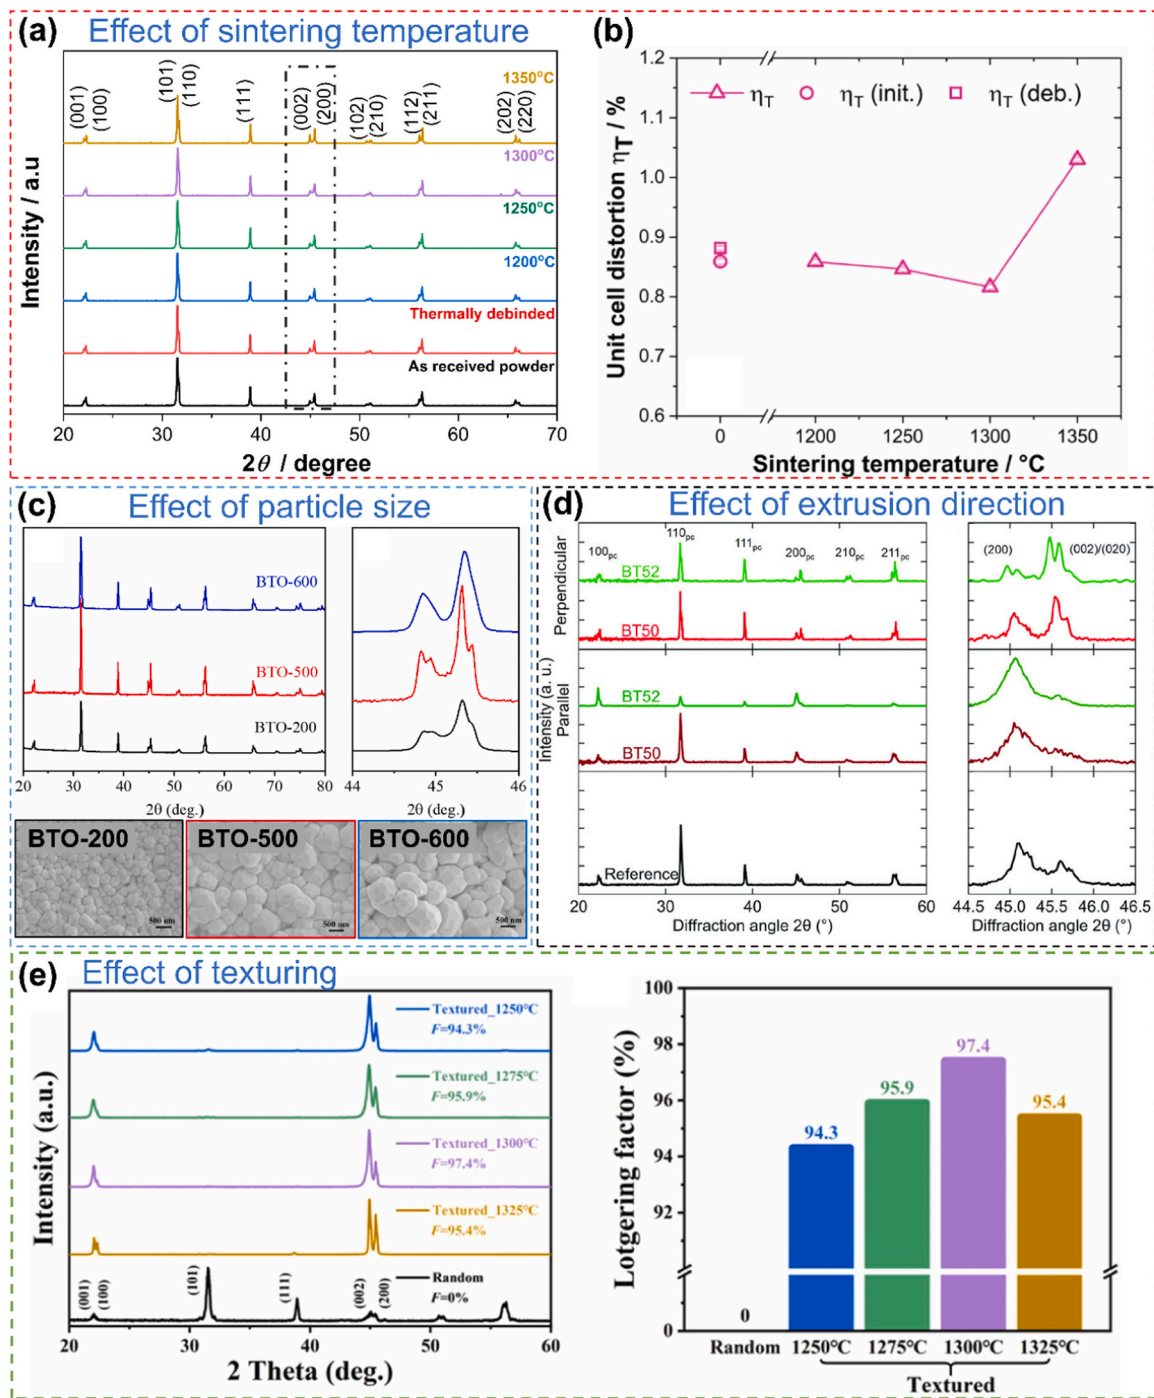 (a) Effect of sintering temperature
1350°C
(001)
(100)
(101)
(110)
(111)
(002)
(200)
(102)
(210)
(112)
(211)
(202)
(220)
1300°C
1250°C
1200°C
Thermally debinded
As received powder
Intensity / a.u
20 30 40 50 60 70
2θ / degree
(b)
1.2
1.1
1.0
0.9
0.8
0.7
0.6
ηT
ηT (init.)
ηT (deb.)
Unit cell distortion ηT / %
0 1200 1250 1300 1350
Sintering temperature / °C
(c) Effect of particle size
BTO-600
BTO-500
BTO-200
20 30 40 50 60 70 80
2θ (deg.)
44 45 46
2θ (deg.)
BTO-200
500 nm
BTO-500
500 nm
BTO-600
500 nm
(d) Effect of extrusion direction
Perpendicular
100pc
110pc
111pc
200pc
210pc
211pc
BT52
BT50
(200)
(002)/(020)
Intensity (a. u.)
Parallel
BT52
BT50
Reference
20 30 40 50 60
Diffraction angle 2θ (°)
44.5 45.0 45.5 46.0 46.5
Diffraction angle 2θ (°)
(e) Effect of texturing
Textured_1250°C
F=94.3%
Textured_1275°C
F=95.9%
Textured_1300°C
F=97.4%
Textured_1325°C
F=95.4%
Random
F=0%
(001)
(100)
(101)
(111)
(002)
(200)
Intensity (a.u.)
20 30 40 50 60
2 Theta (deg.)
Lotgering factor (%)
100
98
96
94
92
0
0
94.3
95.9
97.4
95.4
Random 1250°C 1275°C 1300°C 1325°C
Textured